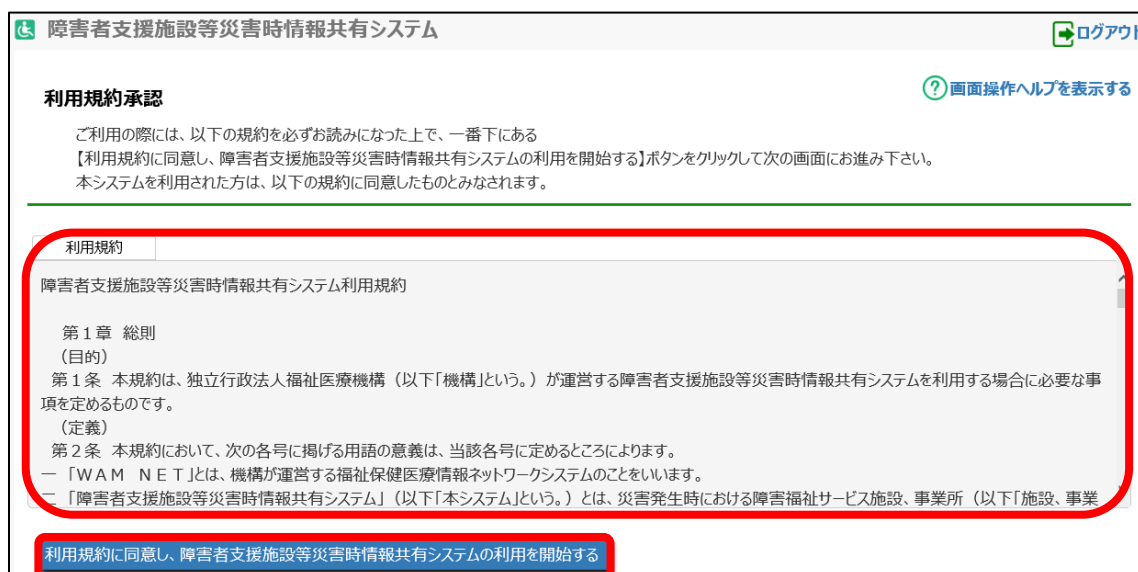 障害者支援施設等災害時情報共有システム
ログアウト
利用規約承認
画面操作ヘルプを表示する
ご利用の際には、以下の規約を必ずお読みになった上で、一番下にある
【利用規約に同意し、障害者支援施設等災害時情報共有システムの利用を開始する】ボタンをクリックして次の画面にお進み下さい。
本システムを利用された方は、以下の規約に同意したものとみなされます。
利用規約
障害者支援施設等災害時情報共有システム利用規約
第１章 総則
（目的）
第１条 本規約は、独立行政法人福祉医療機構（以下「機構」という。）が運営する障害者支援施設等災害時情報共有システムを利用する場合に必要な事
項を定めるものです。
（定義）
第２条 本規約において、次の各号に掲げる用語の意義は、当該各号に定めるところによります。
一 「ＷＡＭ ＮＥＴ」とは、機構が運営する福祉保健医療情報ネットワークシステムのことをいいます。
二 「障害者支援施設等災害時情報共有システム」（以下「本システム」という。）とは、災害発生時における障害福祉サービス施設、事業所（以下「施設、事業
利用規約に同意し、障害者支援施設等災害時情報共有システムの利用を開始する